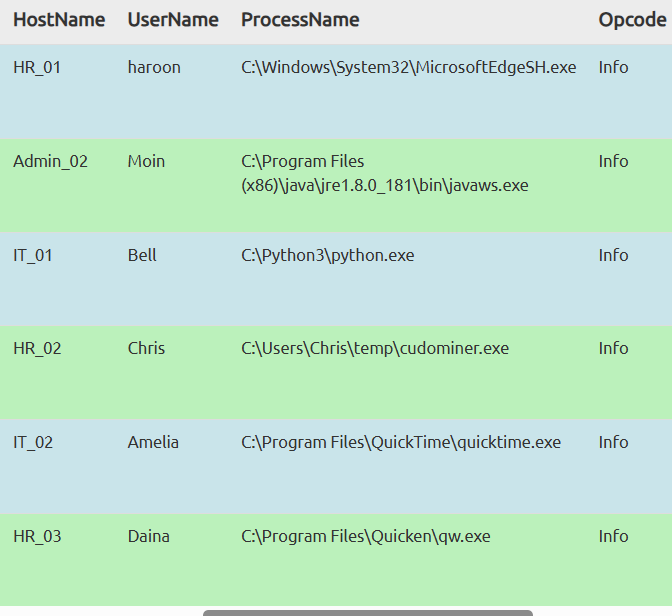 HostName UserName ProcessName Opcode
HR_01 haroon C:\Windows\System32\MicrosoftEdgeSH.exe Info
Admin_02 Moin C:\Program Files Info
(x86)\java\jre1.8.0_181\bin\javaws.exe
IT_01 Bell C:\Python3\python.exe Info
HR_02 Chris C:\Users\Chris\temp\cudominer.exe Info
IT_02 Amelia C:\Program Files\QuickTime\quicktime.exe Info
HR_03 Daina C:\Program Files\Quicken\qw.exe Info